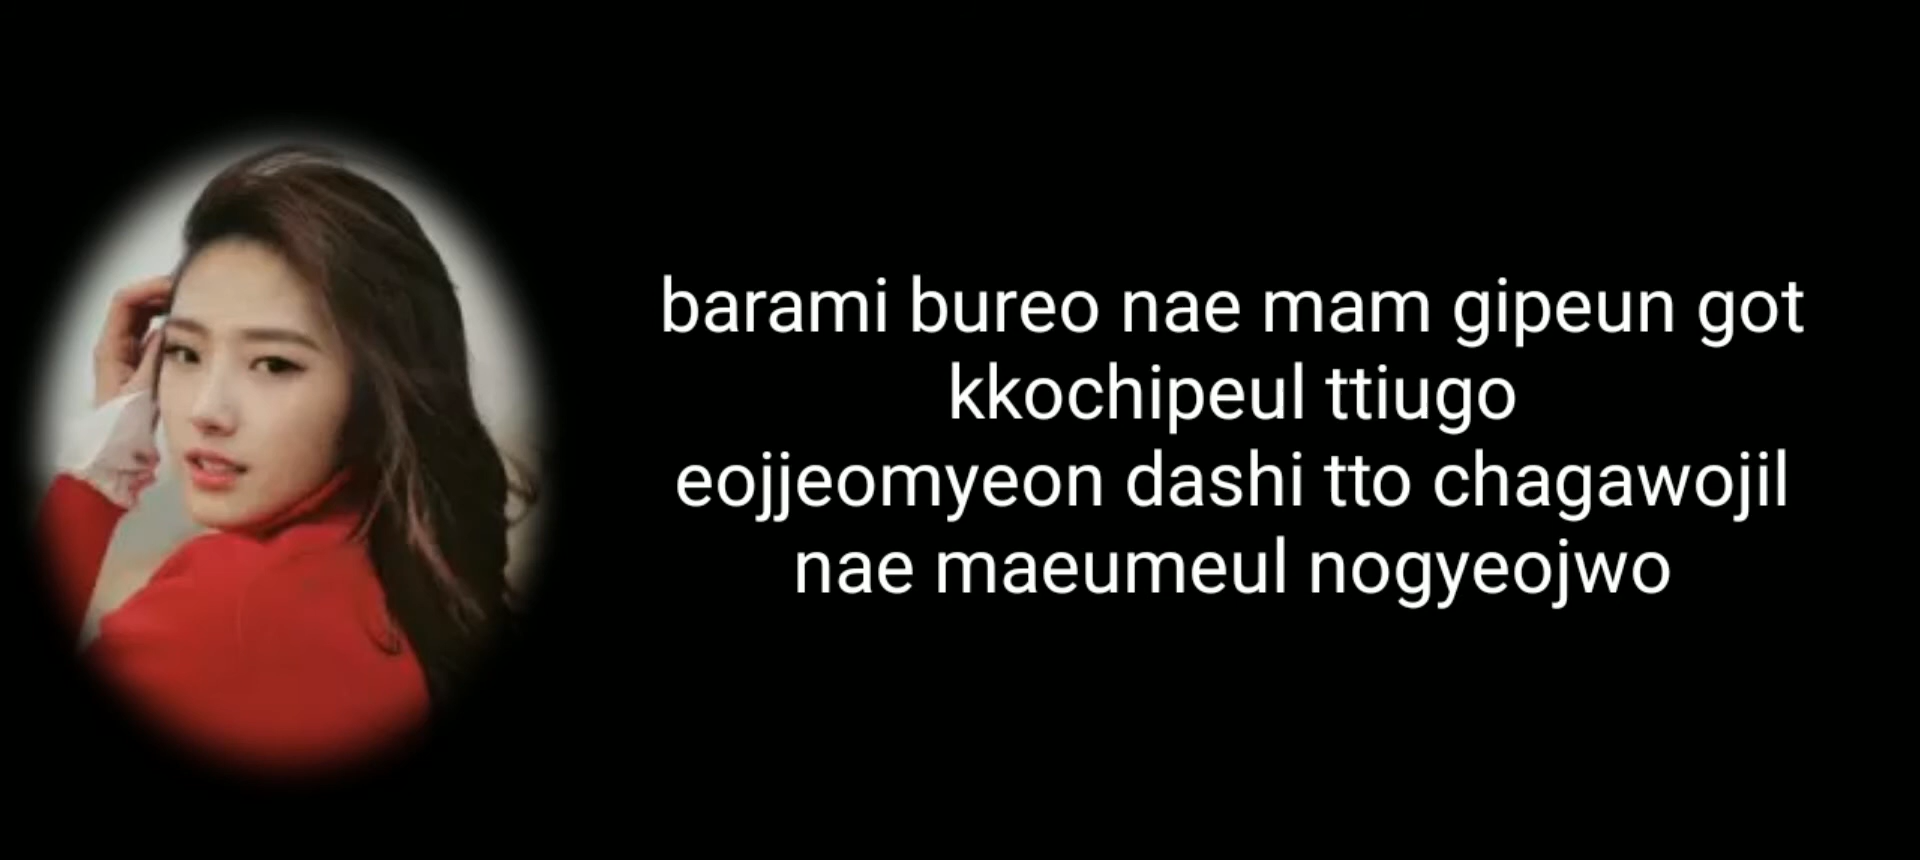 barami bureo nae mam gipeun got
kkochipeul ttiugo
eojjeomyeon dashi tto chagawojil
nae maeumeul nogyeojwo